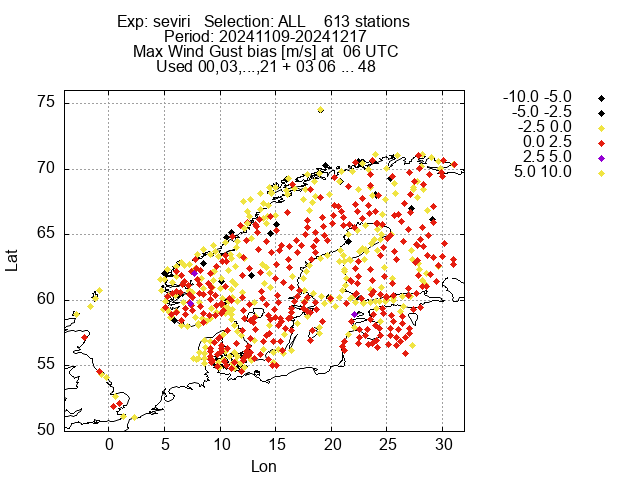 Exp: seviri   Selection: ALL    613 stations
Period: 20241109-20241217
Max Wind Gust bias [m/s] at  06 UTC
Used 00,03,...,21 + 03 06 ... 48
-10.0 -5.0
-5.0 -2.5
-2.5 0.0
0.0 2.5
2.5 5.0
5.0 10.0
75
70
65
60
55
50
Lat
0 5 10 15 20 25 30
Lon